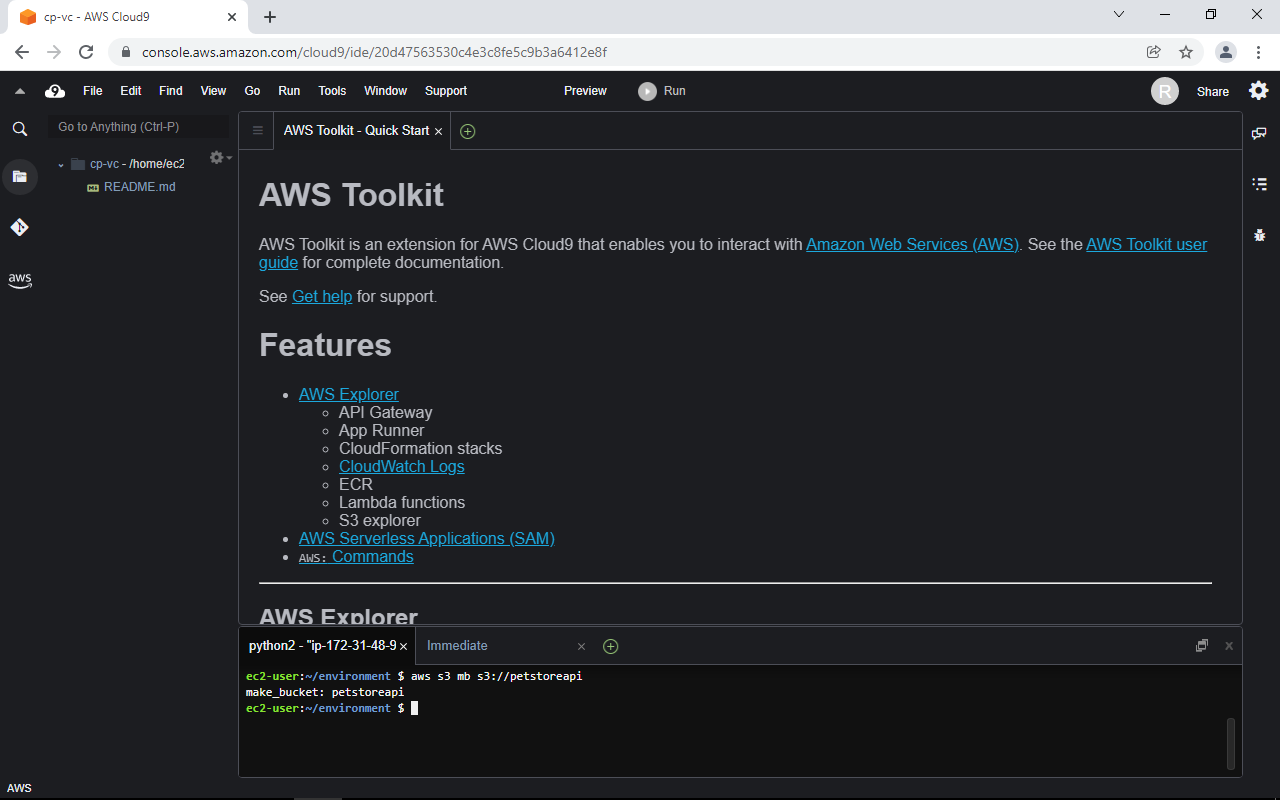 cp-vc - AWS Cloud9
console.aws.amazon.com/cloud9/ide/20d47563530c4e3c8fe5c9b3a6412e8f
9 File Edit Find View Go Run Tools Window Support Preview Run R Share
Go to Anything (Ctrl-P)
cp-vc - /home/ec2
README.md
aws
AWS Toolkit - Quick Start
AWS Toolkit
AWS Toolkit is an extension for AWS Cloud9 that enables you to interact with Amazon Web Services (AWS). See the AWS Toolkit user
guide for complete documentation.
See Get help for support.
Features
AWS Explorer
API Gateway
App Runner
CloudFormation stacks
CloudWatch Logs
ECR
Lambda functions
S3 explorer
AWS Serverless Applications (SAM)
AWS: Commands
AWS Explorer
python2 - "ip-172-31-48-9 Immediate
ec2-user:~/environment $ aws s3 mb s3://petstoreapi
make_bucket: petstoreapi
ec2-user:~/environment $
AWS